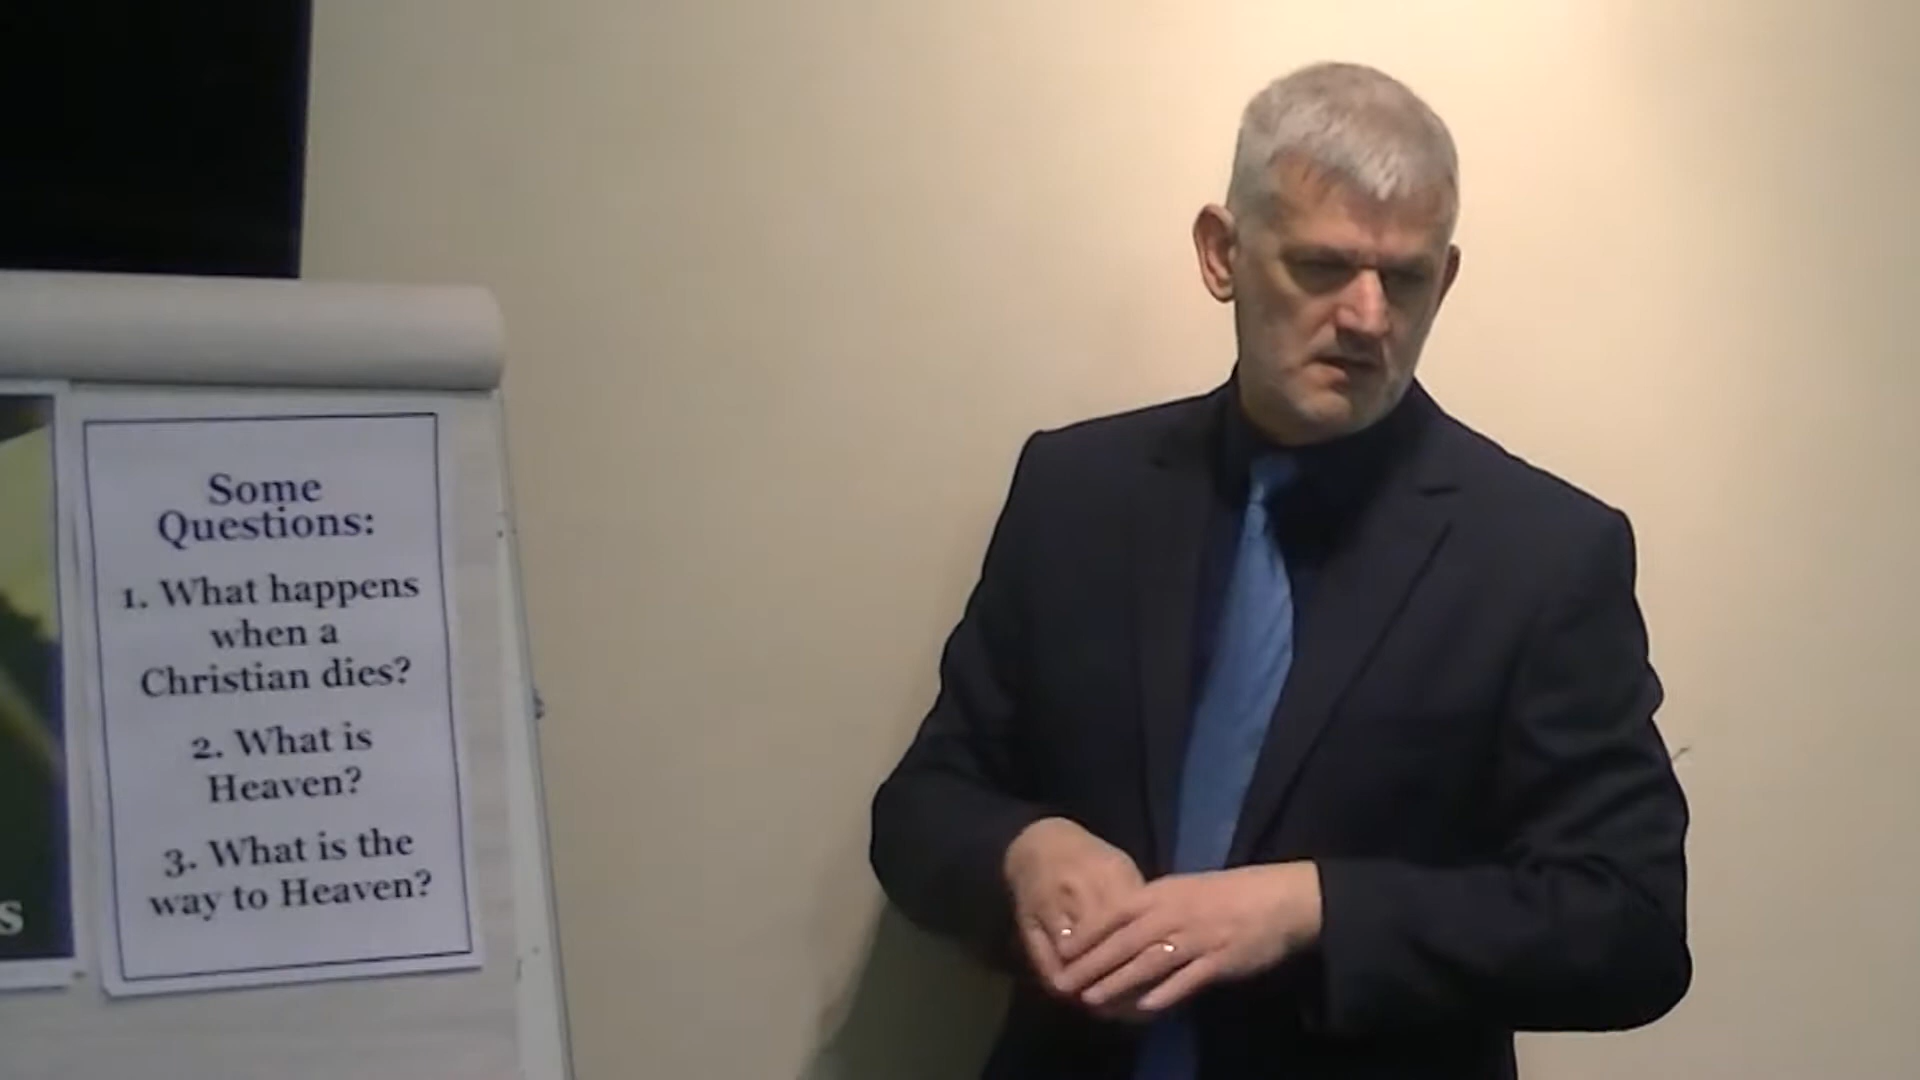 Some
Questions:
1. What happens
when a
Christian dies?
2. What is
Heaven?
3. What is the
way to Heaven?
s